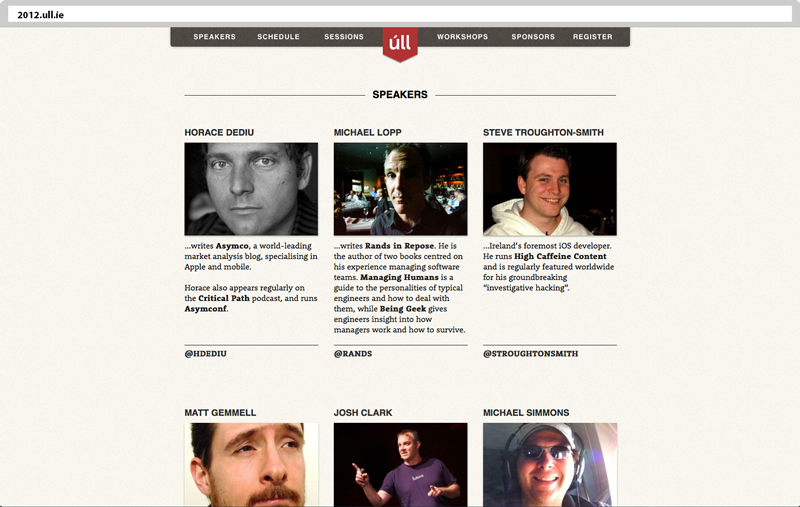 2012.ull.ie
SPEAKERS SCHEDULE SESSIONS úll WORKSHOPS SPONSORS REGISTER
SPEAKERS
HORACE DEDIU
...writes Asymco, a world-leading
market analysis blog, specialising in
Apple and mobile.
Horace also appears regularly on
the Critical Path podcast, and runs
Asymconf.
@HDEDIU
MICHAEL LOPP
...writes Rands in Repose. He is
the author of two books centred on
his experience managing software
teams. Managing Humans is a
guide to the personalities of typical
engineers and how to deal with
them, while Being Geek gives
engineers insight into how
managers work and how to survive.
@RANDS
STEVE TROUGHTON-SMITH
...Ireland's foremost iOS developer.
He runs High Caffeine Content
and is regularly featured worldwide
for his groundbreaking
"investigative hacking".
@STROUGHTONSMITH
MATT GEMMELL
JOSH CLARK
MICHAEL SIMMONS